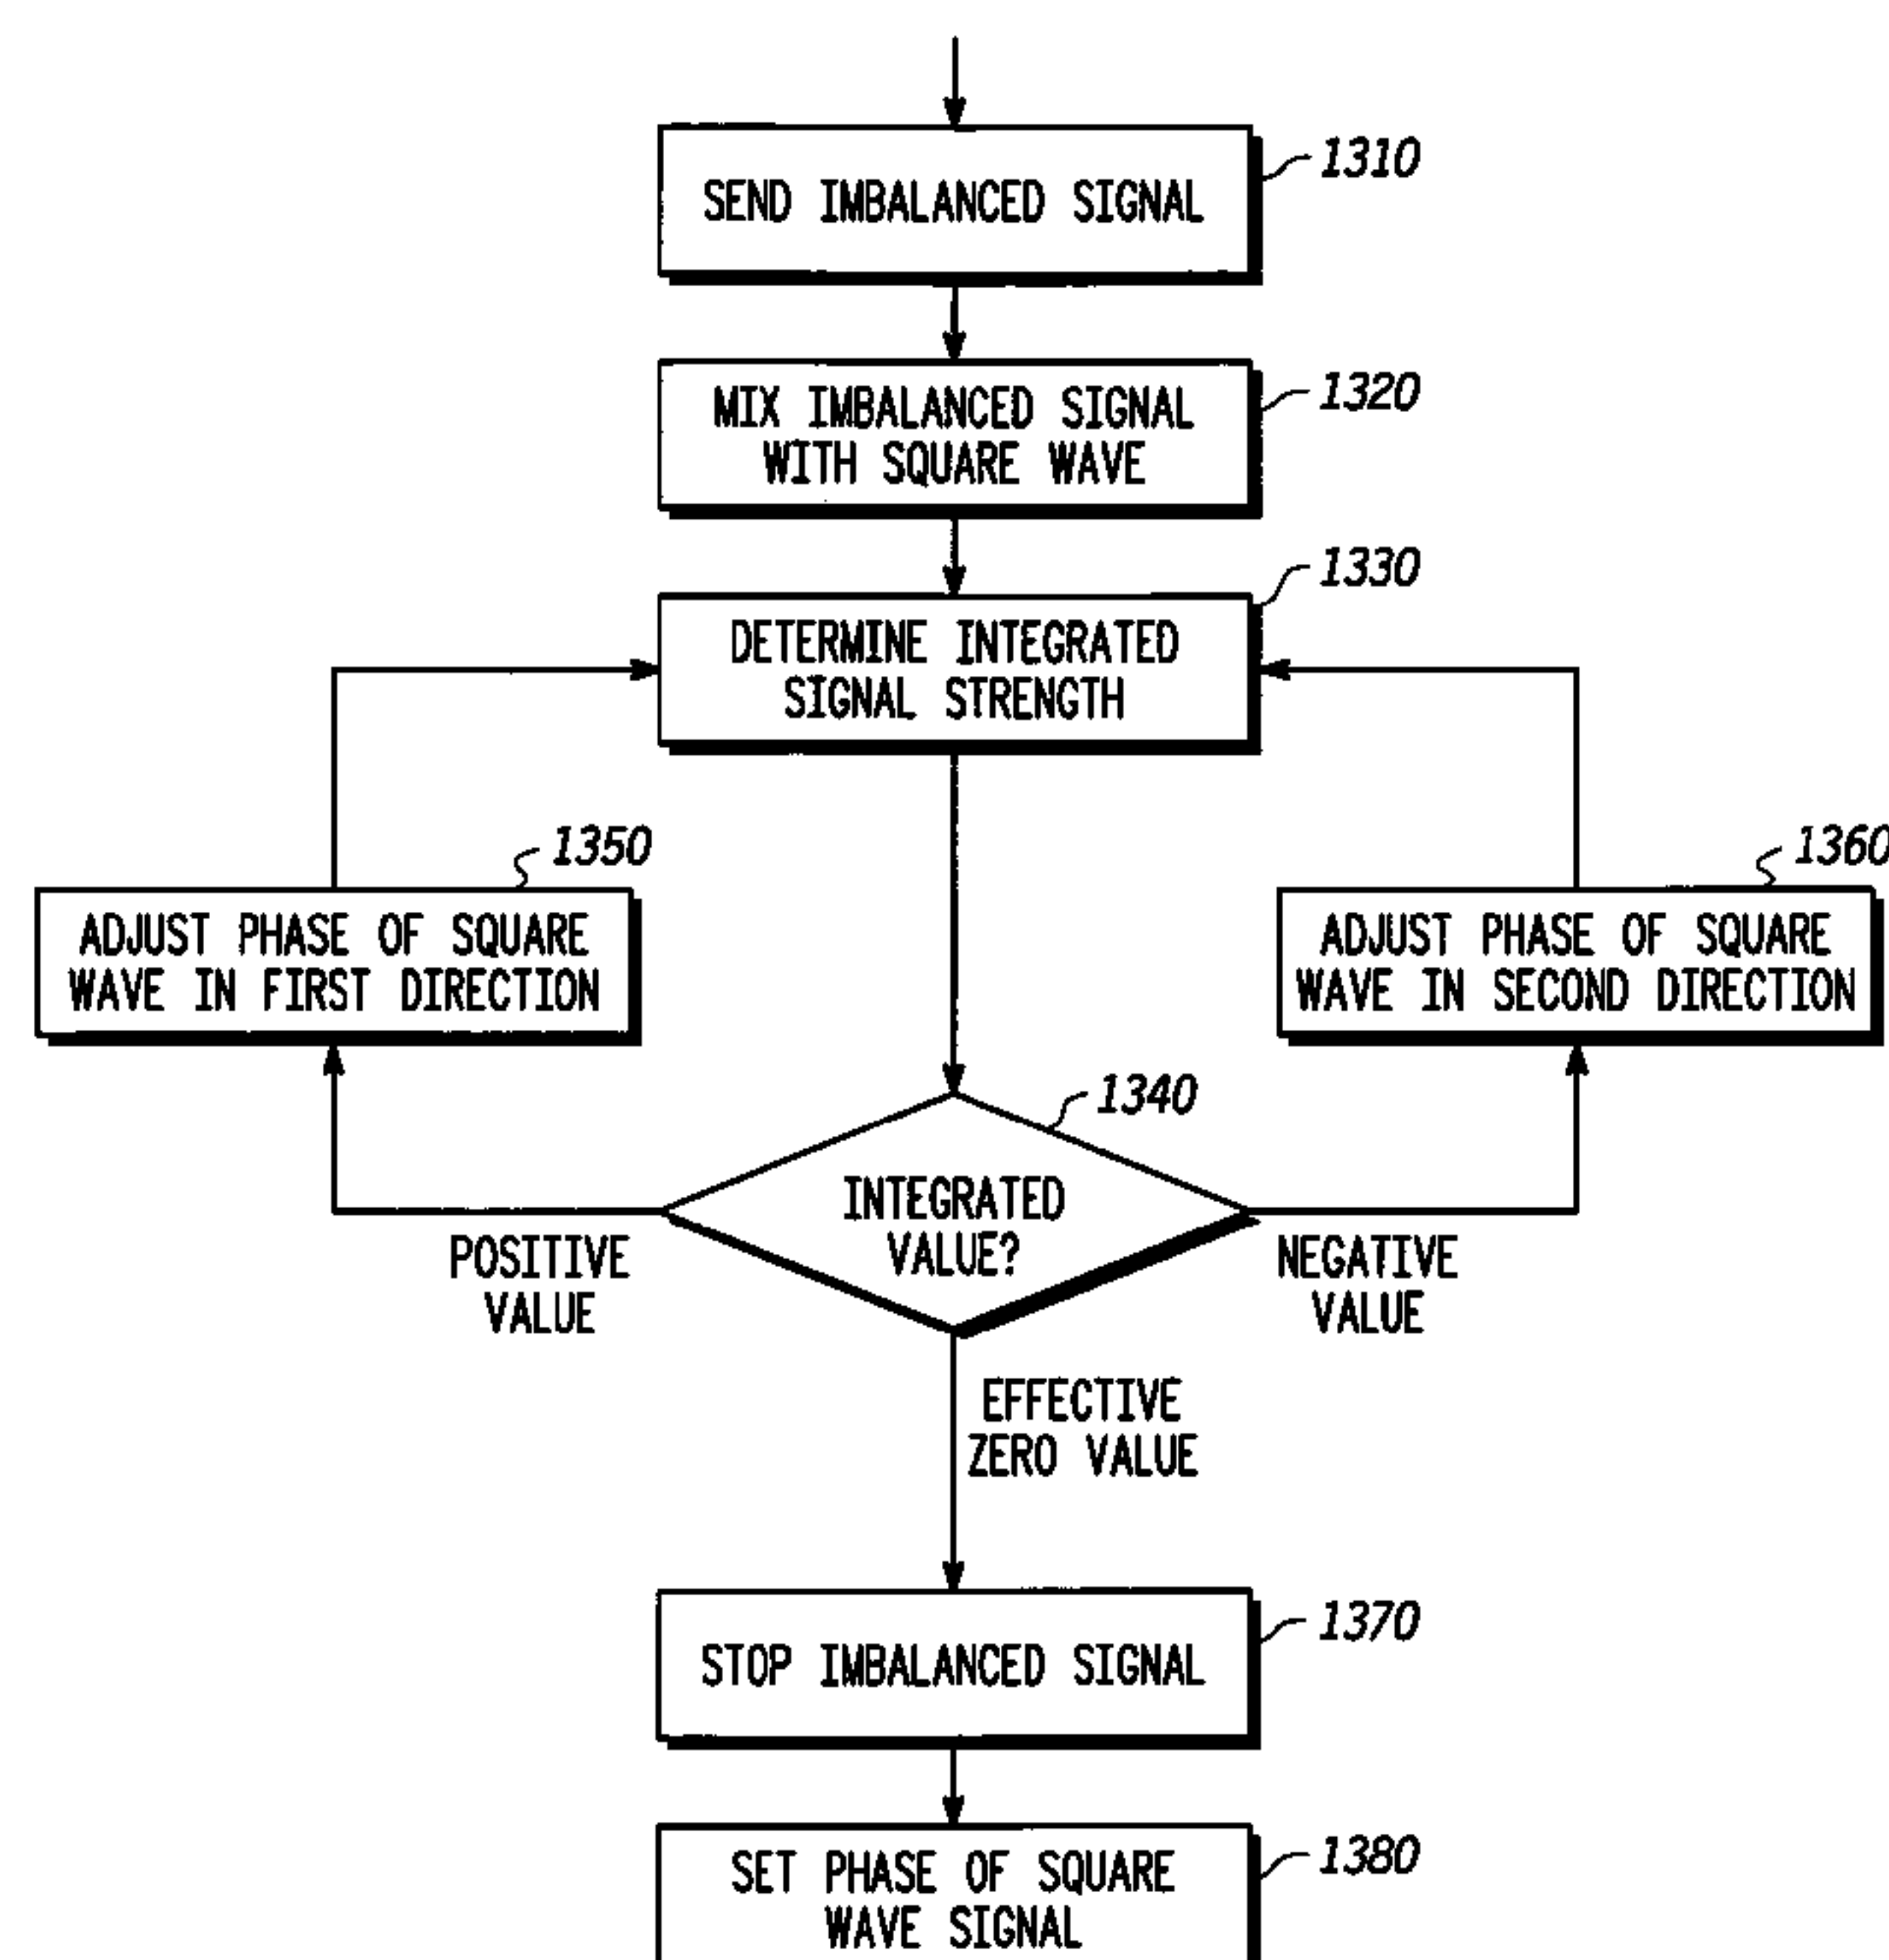 1310
SEND IMBALANCED SIGNAL
1320
MIX IMBALANCED SIGNAL
WITH SQUARE WAVE
1330
DETERMINE INTEGRATED
SIGNAL STRENGTH
1350
ADJUST PHASE OF SQUARE
WAVE IN FIRST DIRECTION
1360
ADJUST PHASE OF SQUARE
WAVE IN SECOND DIRECTION
1340
INTEGRATED
VALUE?
POSITIVE
VALUE
NEGATIVE
VALUE
EFFECTIVE
ZERO VALUE
1370
STOP IMBALANCED SIGNAL
1380
SET PHASE OF SQUARE
WAVE SIGNAL